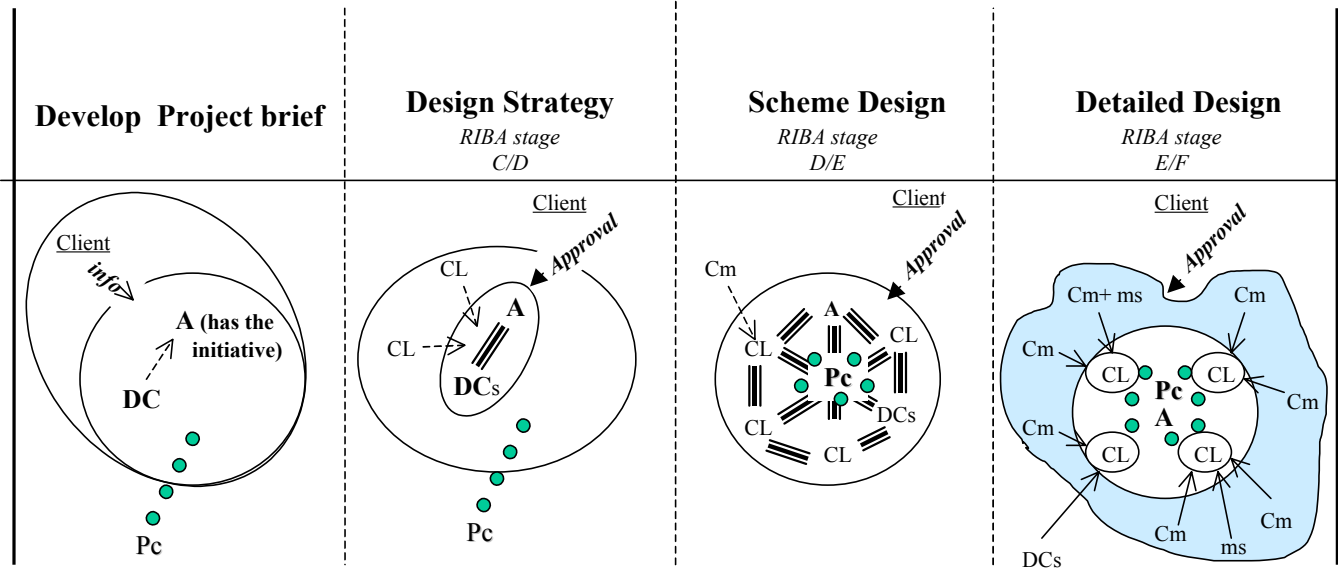 Develop Project brief
Design Strategy
RIBA stage
C/D
Scheme Design
RIBA stage
D/E
Detailed Design
RIBA stage
E/F
Client
info
A (has the
initiative)
DC
Pc
Client
Approval
CL
A
CL
DCs
Pc
Client
Approval
Cm
A
CL
CL
Pc
DCs
CL
CL
Client
Approval
Cm+ ms
Cm
Cm
CL
CL
Pc
Cm
A
Cm
CL
CL
Cm
Cm
ms
DCs